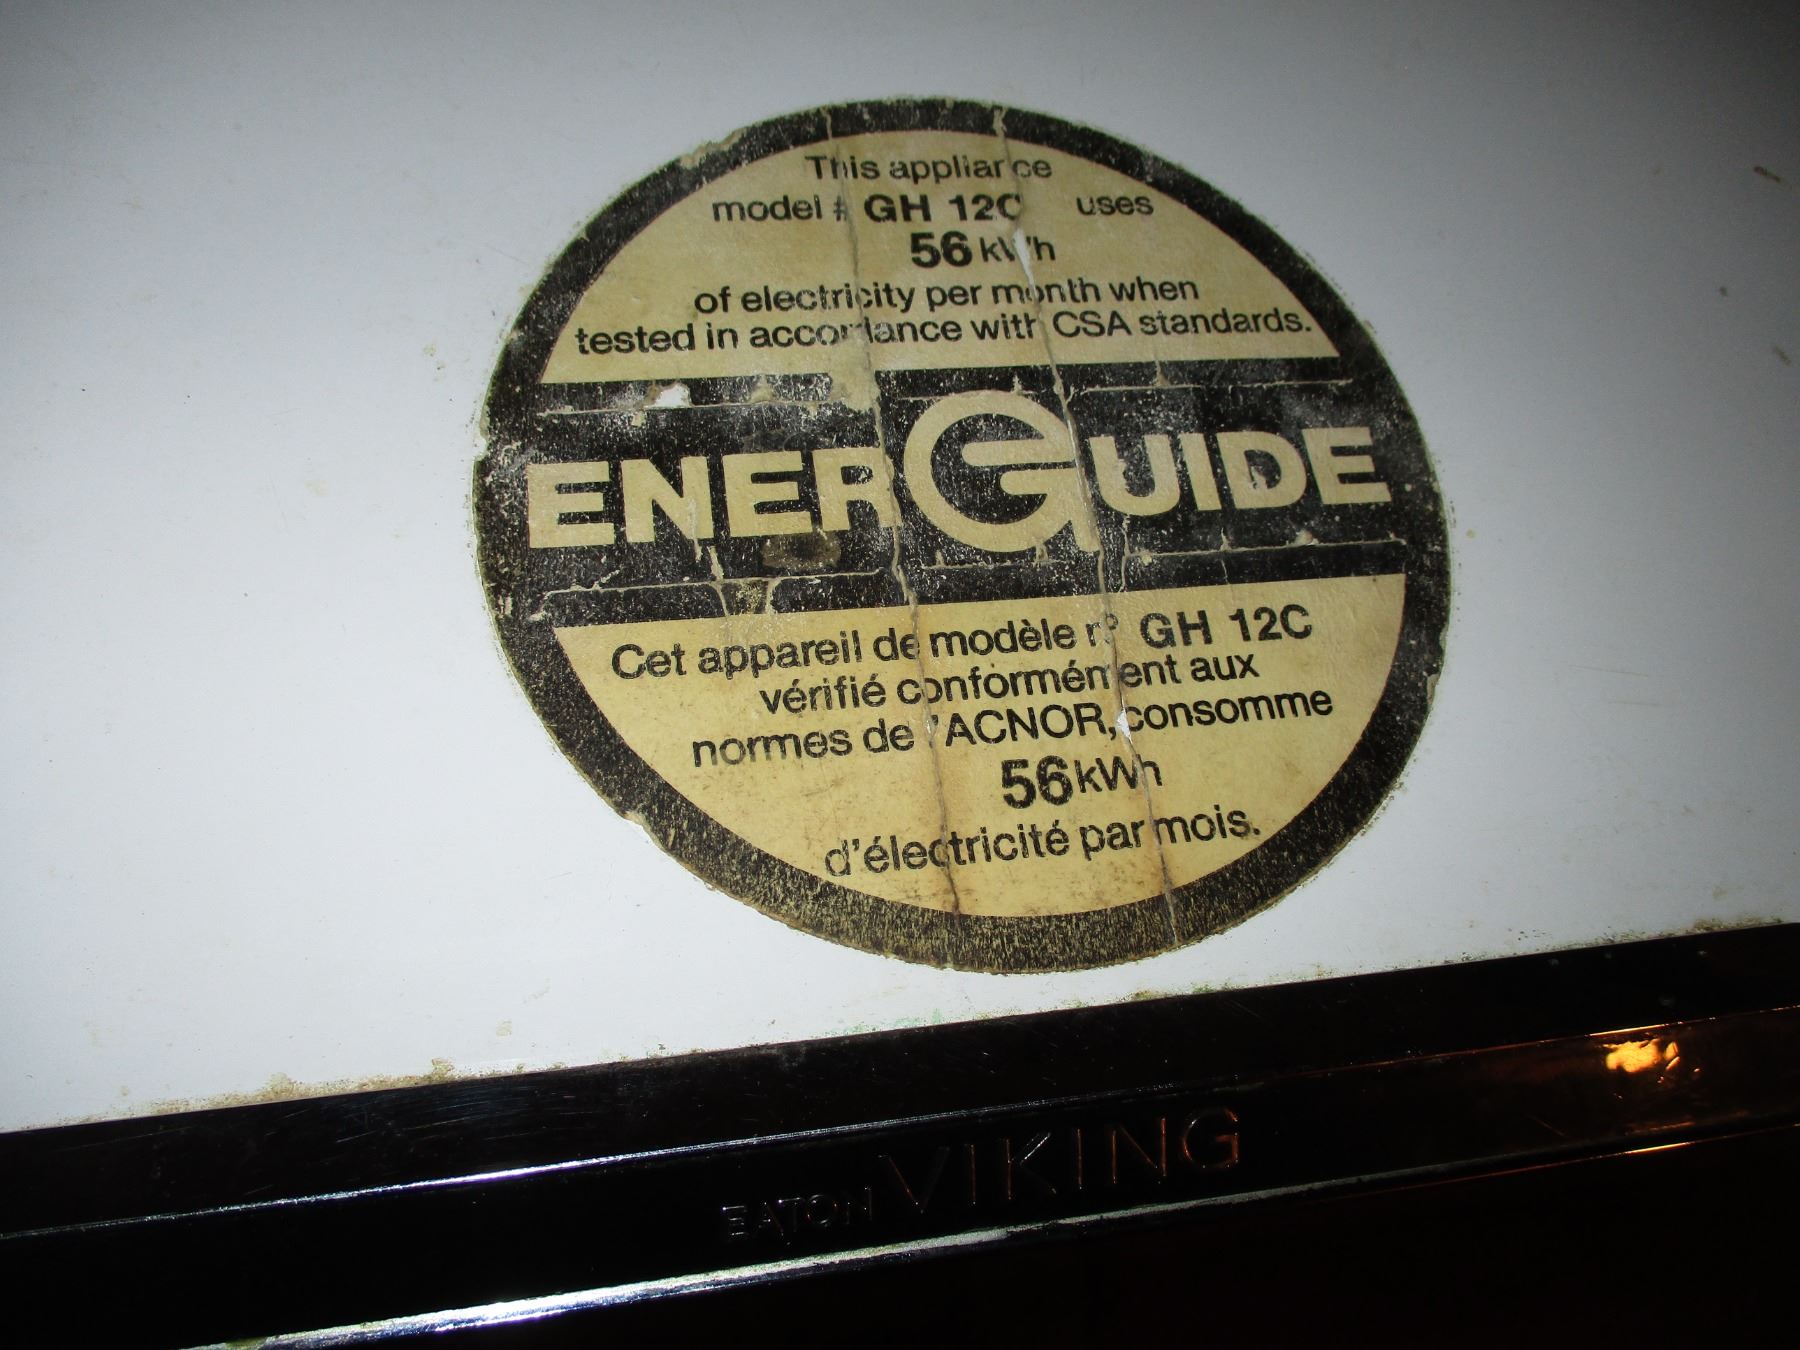 This appliance
model # GH 12C uses
56 kWh
of electricity per month when
tested in accordance with CSA standards.
ENERGUIDE
Cet appareil de modèle n° GH 12C
vérifié conformément aux
normes de l'ACNOR, consomme
56 kWh
d'électricité par mois.
EATON VIKING